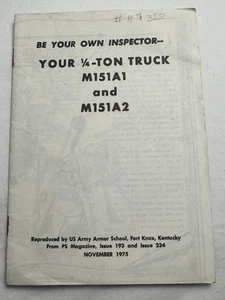 BE YOUR OWN INSPECTOR--
YOUR ¼-TON TRUCK
M151A1
and
M151A2
Reproduced by US Army Armor School, Fort Knox, Kentucky
From PS Magazine, Issue 193 and Issue 234
NOVEMBER 1975